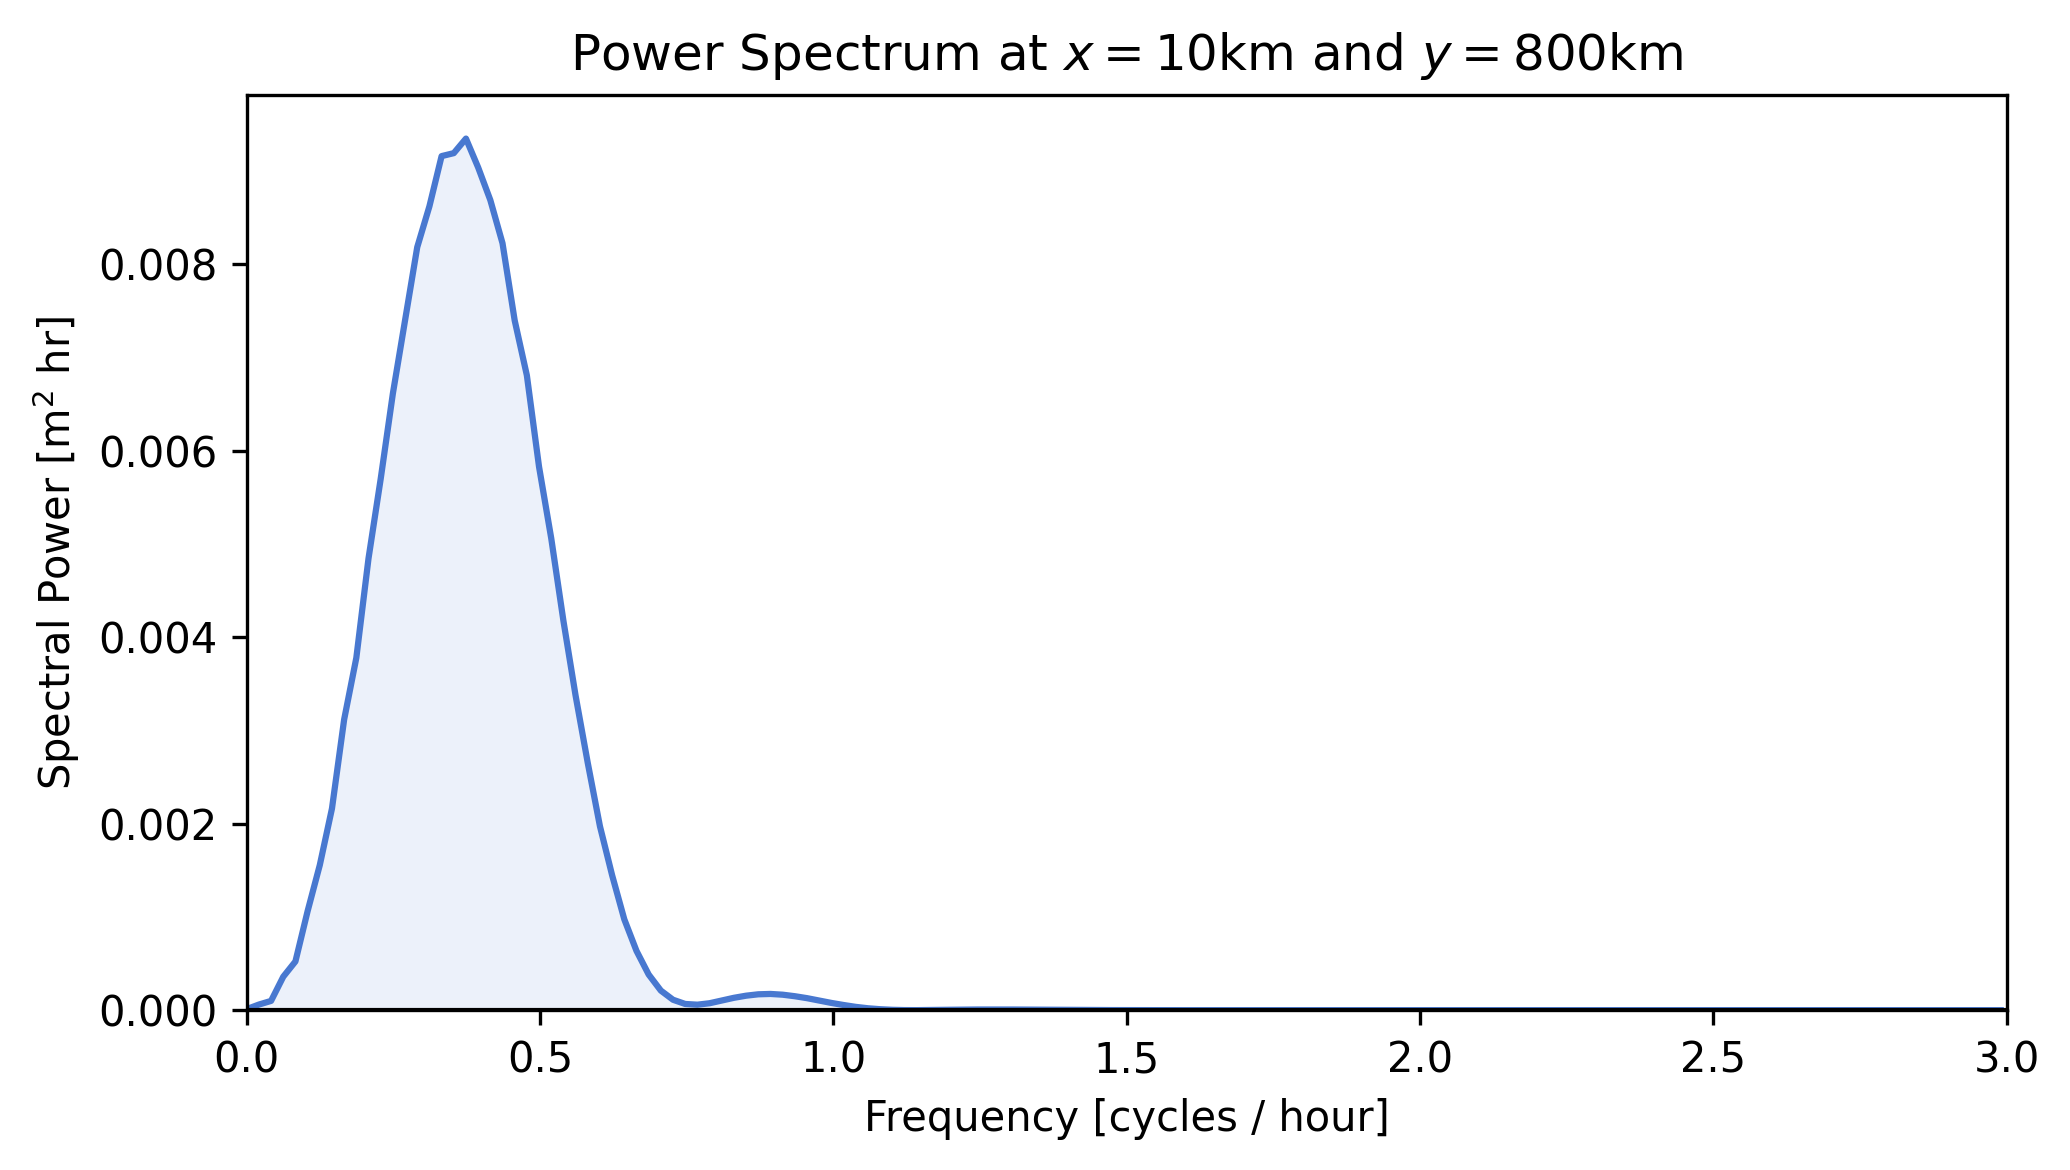 Power Spectrum at x = 10km and y = 800km
Spectral Power [m² hr]
0.008
0.006
0.004
0.002
0.000
0.0 0.5 1.0 1.5 2.0 2.5 3.0
Frequency [cycles / hour]